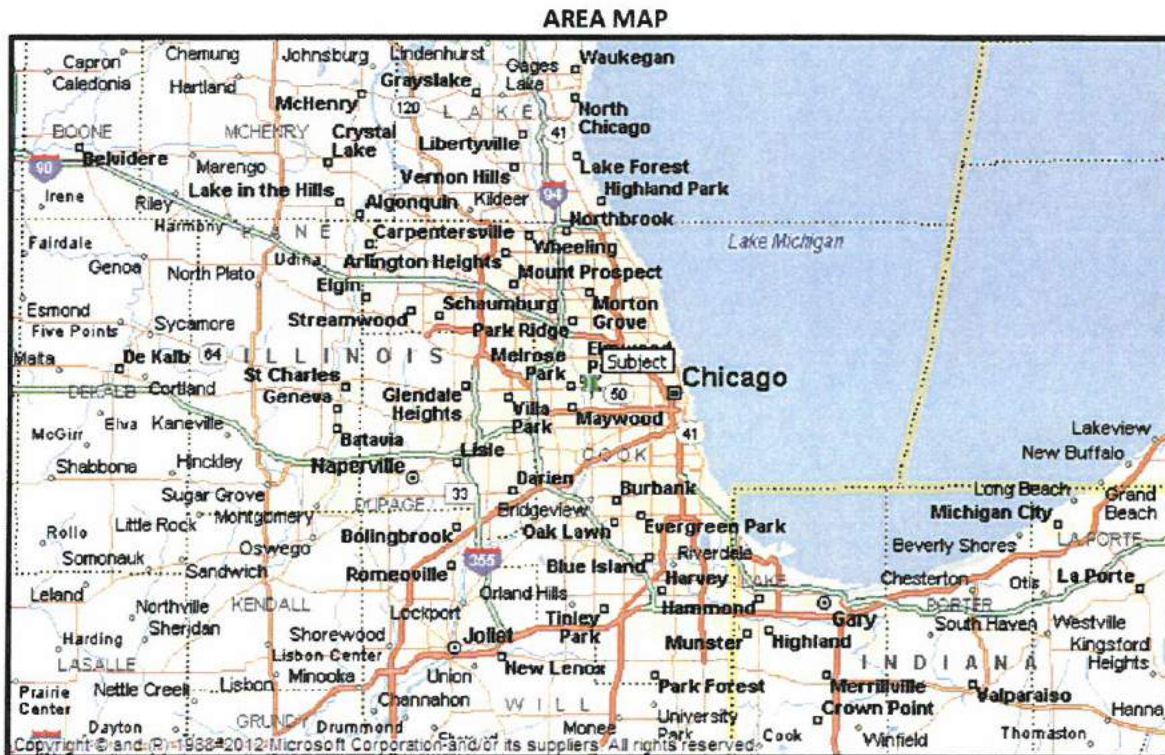 AREA MAP
Capron
Chemung
Johnsburg
Lindenhurst
Waukegan
Caledonia
Hartland
Grayslake
Gages
Lake
McHenry
120
LAKE
North
Chicago
BOONE
MCHENRY
Crystal
Lake
Libertyville
41
90
Belvidere
Marengo
Vernon Hills
Lake Forest
Irene
Riley
Lake in the Hills
Algonquin
Kildeer
94
Highland Park
Harmony
KANE
Carpentersville
Northbrook
Wheeling
Lake Michigan
Fairdale
Genoa
Udina
Arlington Heights
Mount Prospect
North Plato
Elgin
Schaumburg
Morton
Grove
Esmond
Five Points
Sycamore
Streamwood
Park Ridge
Mata
De Kalb
64
ILLINOIS
Melrose
Park
Subject
Chicago
DEKALB
Cortland
St Charles
Geneva
Glendale
Heights
50
Elva
Kaneville
Villa
Park
Maywood
McGirr
Batavia
Lisle
41
Lakeview
Shabbona
Hinckley
Naperville
COOK
New Buffalo
Sugar Grove
33
Darien
Burbank
Long Beach
Grand
Beach
Rollo
Little Rock
Montgomery
DUPAGE
Bridgeview
Michigan City
Bolingbrook
Oak Lawn
Evergreen Park
Beverly Shores
LA PORTE
Somonauk
Oswego
355
Riverdale
Sandwich
Romeoville
Blue Island
Harvey
LAKE
Chesterton
Otis
La Porte
Leland
Northville
KENDALL
Lockport
Orland Hills
Hammond
PORTER
Sheridan
Tinley
Park
Gary
South Haven
Westville
Harding
Shorewood
Joliet
Munster
Highland
Kingsford
Heights
LASALLE
Lisbon Center
New Lenox
INDIANA
Prairie
Center
Nettle Creek
Lisbon
Minooka
Union
Park Forest
Merrillville
Valparaiso
Channahon
WILL
Crown Point
Hanna
Dayton
GRUNDY
Drummond
Monee
University
Park
Cook
Winfield
Thomaston
Copyright © and (P) 1988-2012 Microsoft Corporation and/or its suppliers. All rights reserved.